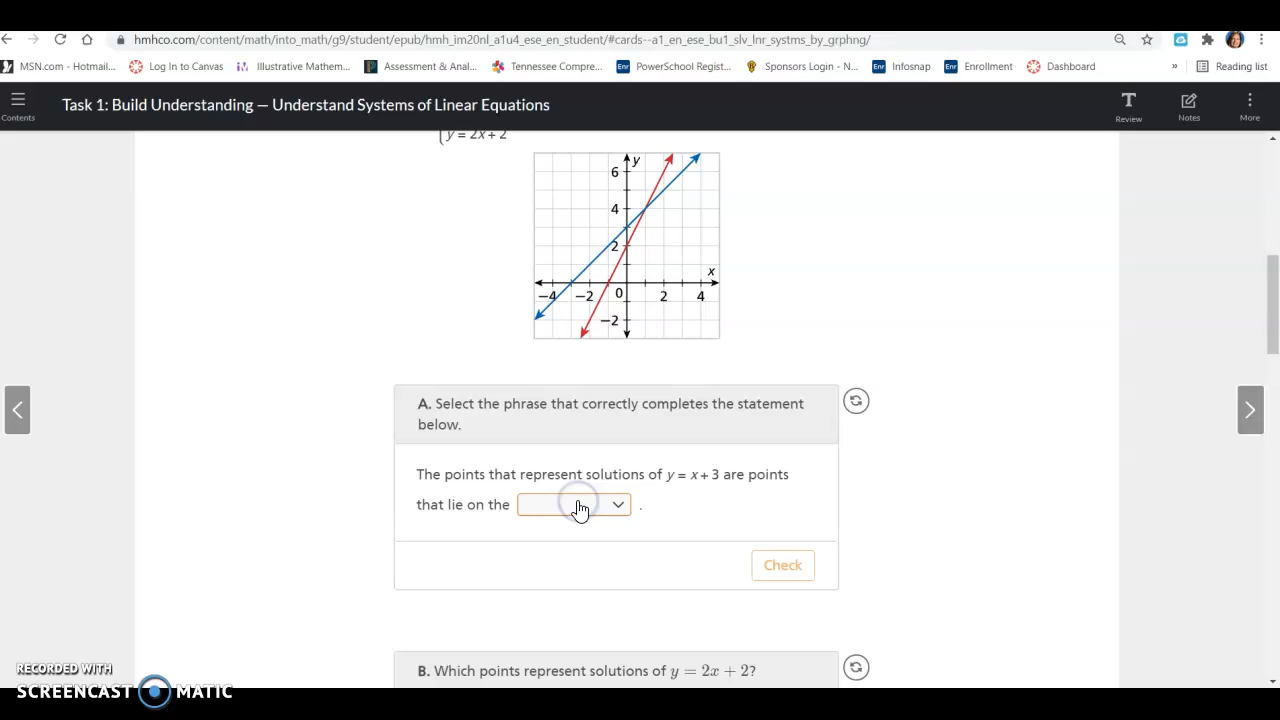 hmhco.com/content/math/into_math/g9/student/epub/hmh_im20nl_a1u4_ese_en_student/#cards--a1_en_ese_bu1_slv_lnr_systms_by_grphng/
MSN.com - Hotmail... Log In to Canvas Illustrative Mathem... Assessment & Anal... Tennessee Compre... PowerSchool Regist... Sponsors Login - N... Infosnap Enrollment Dashboard » Reading list
Contents
Task 1: Build Understanding — Understand Systems of Linear Equations
Review Notes More
y = 2x + 2
y
6
4
2
x
−4 −2 0 2 4
−2
A. Select the phrase that correctly completes the statement
below.
The points that represent solutions of y = x + 3 are points
that lie on the .
Check
B. Which points represent solutions of y = 2x + 2?
RECORDED WITH
SCREENCAST MATIC